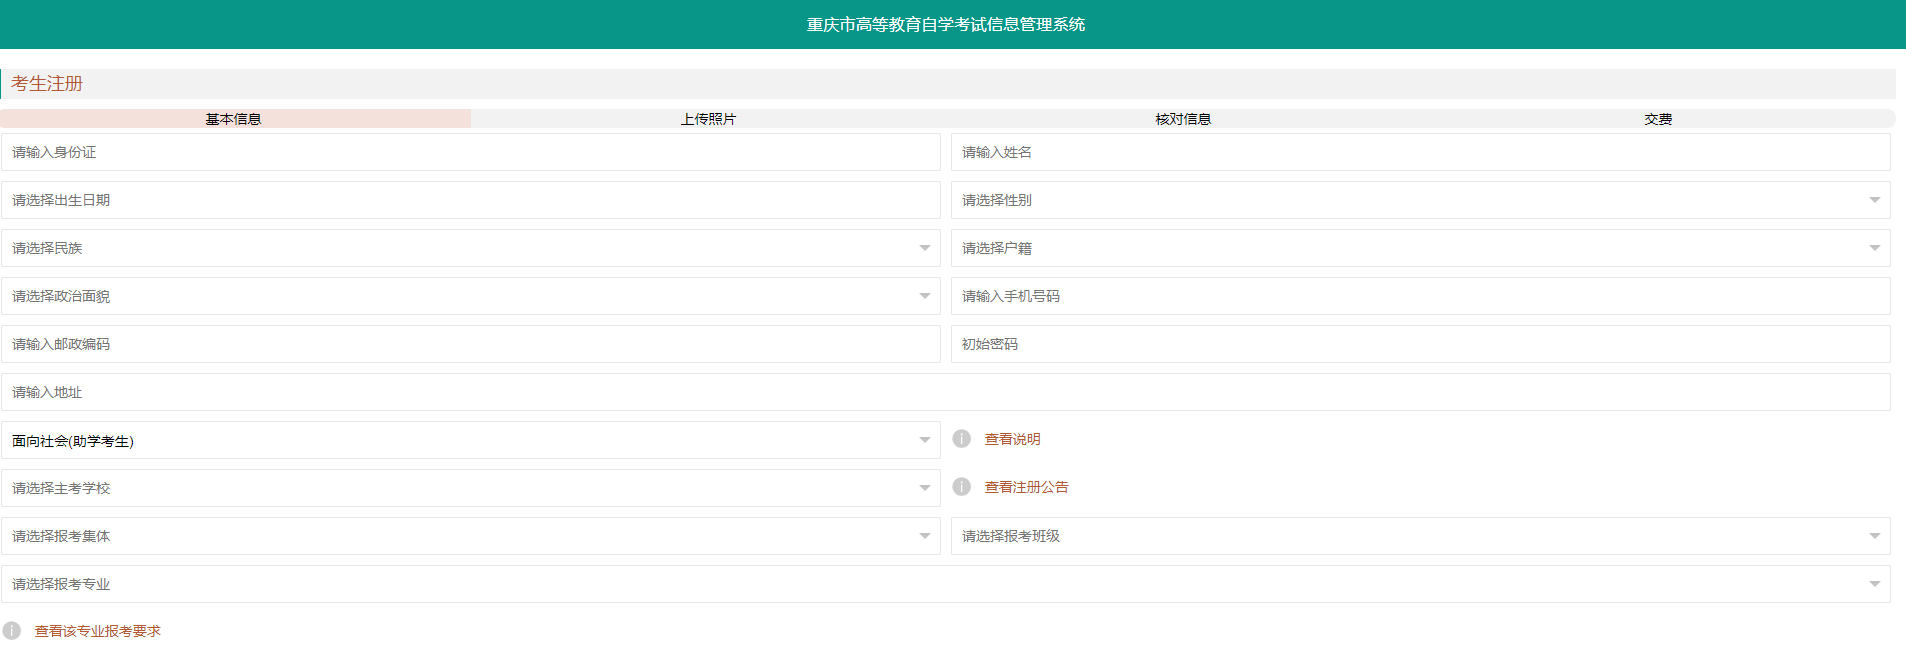 重庆市高等教育自学考试信息管理系统
考生注册
基本信息 上传照片 核对信息 交费
请输入身份证 请输入姓名
请选择出生日期 请选择性别
请选择民族 请选择户籍
请选择政治面貌 请输入手机号码
请输入邮政编码 初始密码
请输入地址
面向社会(助学考生) 查看说明
请选择主考学校 查看注册公告
请选择报考集体 请选择报考班级
请选择报考专业
查看该专业报考要求